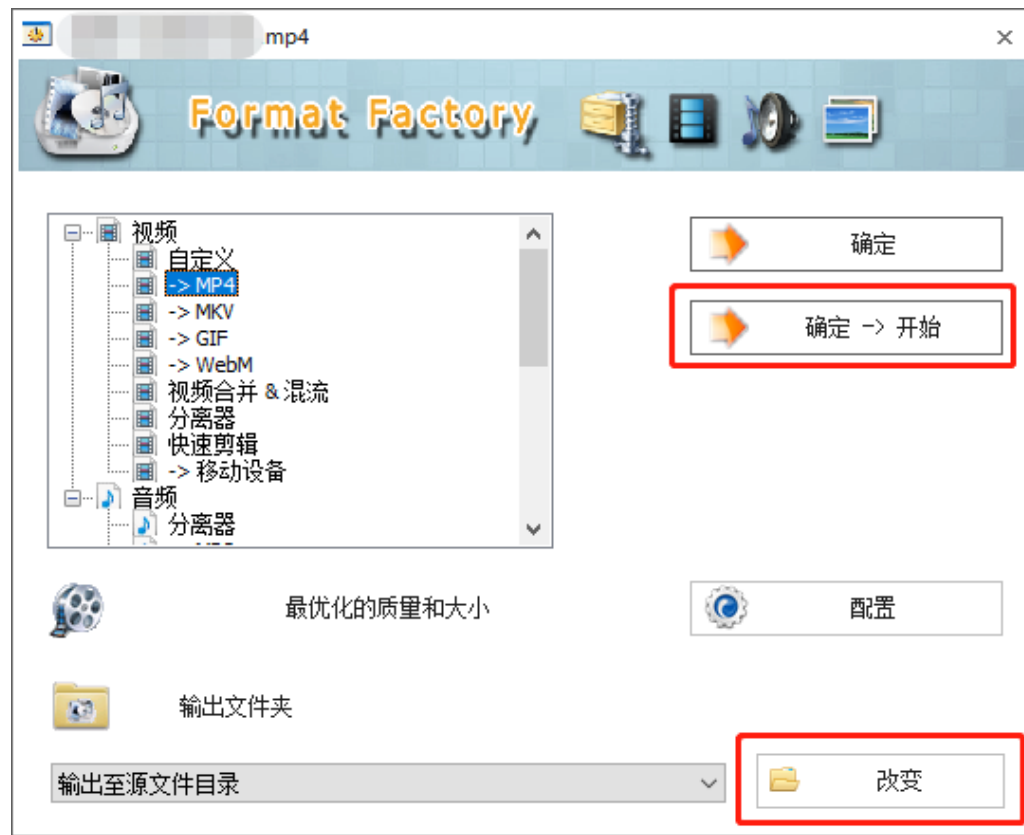 mp4
Format Factory
视频
自定义
-> MP4
-> MKV
-> GIF
-> WebM
视频合并 & 混流
分离器
快速剪辑
-> 移动设备
音频
分离器
确定
确定 -> 开始
最优化的质量和大小
配置
输出文件夹
输出至源文件目录
改变